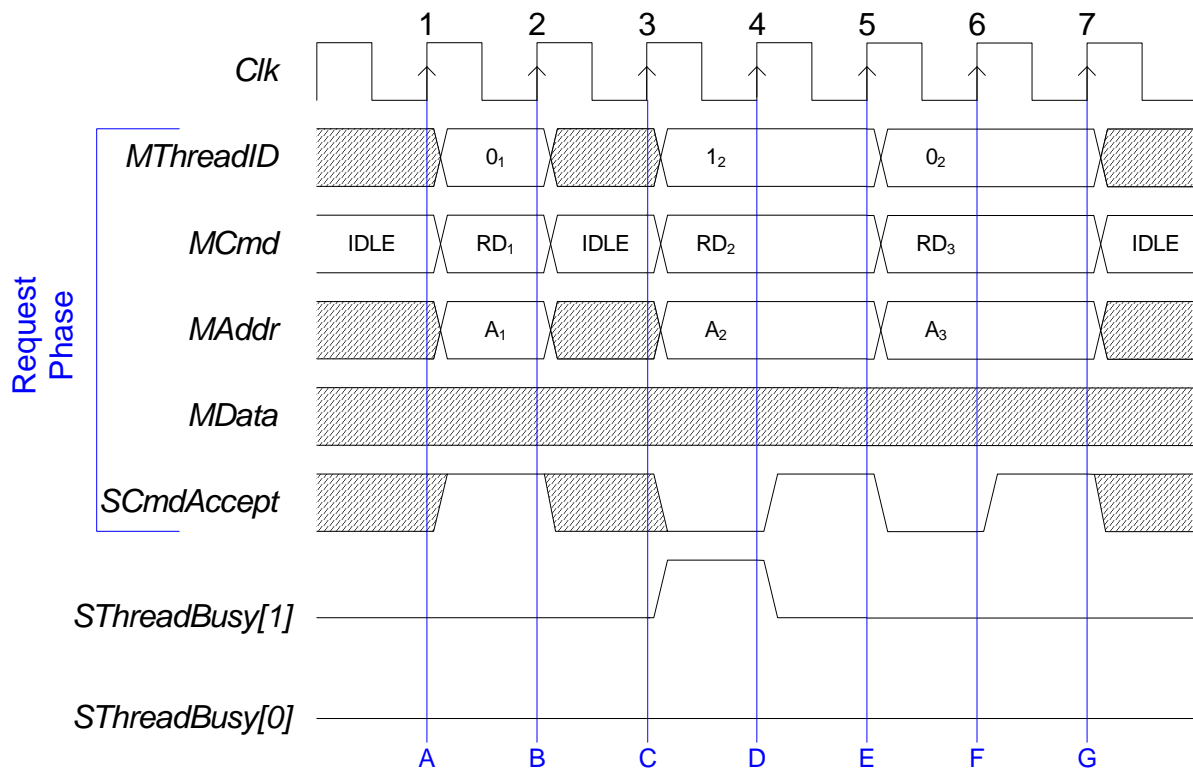 1 2 3 4 5 6 7
Clk
MThreadID 0₁ 1₂ 0₂
MCmd IDLE RD₁ IDLE RD₂ RD₃ IDLE
Request
Phase
MAddr A₁ A₂ A₃
MData
SCmdAccept
SThreadBusy[1]
SThreadBusy[0]
A B C D E F G